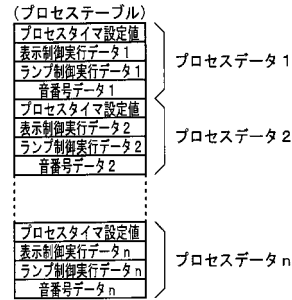 (プロセステーブル)
プロセスタイマ設定値
表示制御実行データ1
ランプ制御実行データ1
音番号データ1
プロセスデータ1
プロセスタイマ設定値
表示制御実行データ2
ランプ制御実行データ2
音番号データ2
プロセスデータ2
プロセスタイマ設定値
表示制御実行データn
ランプ制御実行データn
音番号データn
プロセスデータn